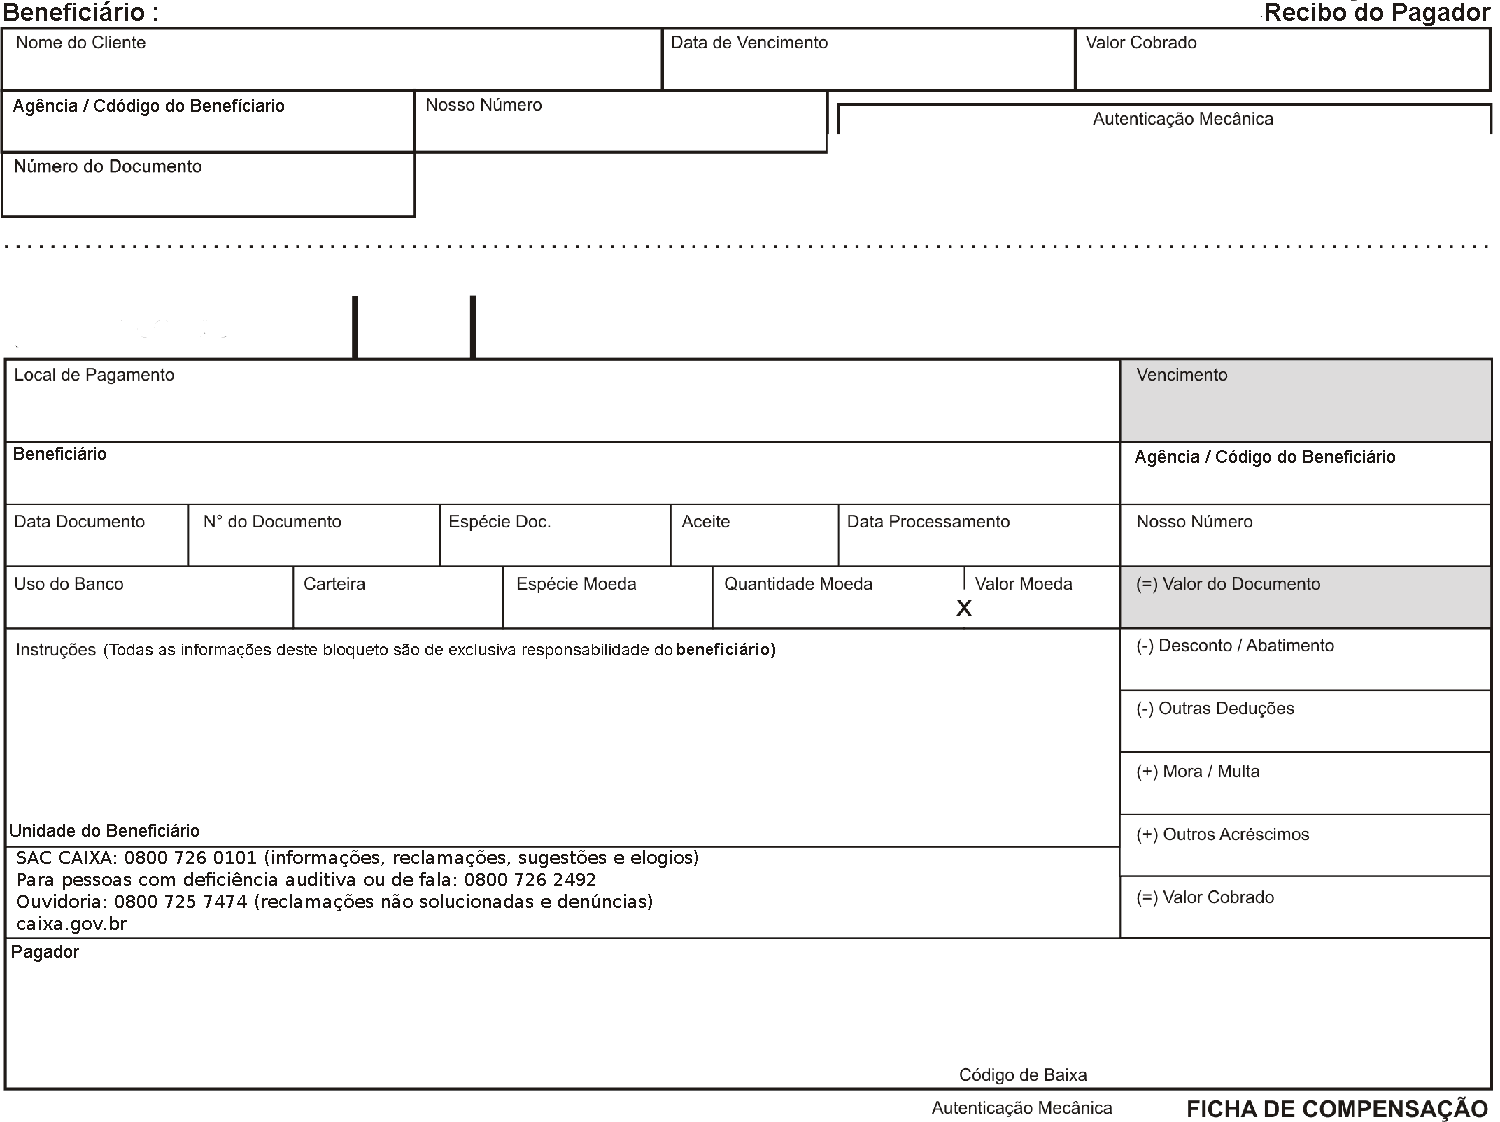 Beneficiário :
Recibo do Pagador
Nome do Cliente
Data de Vencimento
Valor Cobrado
Agência / Cdódigo do Benefíciario
Nosso Número
Autenticação Mecânica
Número do Documento
Local de Pagamento
Vencimento
Beneficiário
Agência / Código do Beneficiário
Data Documento
N° do Documento
Espécie Doc.
Aceite
Data Processamento
Nosso Número
Uso do Banco
Carteira
Espécie Moeda
Quantidade Moeda
X
Valor Moeda
(=) Valor do Documento
Instruções (Todas as informações deste bloqueto são de exclusiva responsabilidade do beneficiário)
(-) Desconto / Abatimento
(-) Outras Deduções
(+) Mora / Multa
(+) Outros Acréscimos
Unidade do Beneficiário
SAC CAIXA: 0800 726 0101 (informações, reclamações, sugestões e elogios)
Para pessoas com deficiência auditiva ou de fala: 0800 726 2492
Ouvidoria: 0800 725 7474 (reclamações não solucionadas e denúncias)
caixa.gov.br
(=) Valor Cobrado
Pagador
Código de Baixa
Autenticação Mecânica
FICHA DE COMPENSAÇÃO